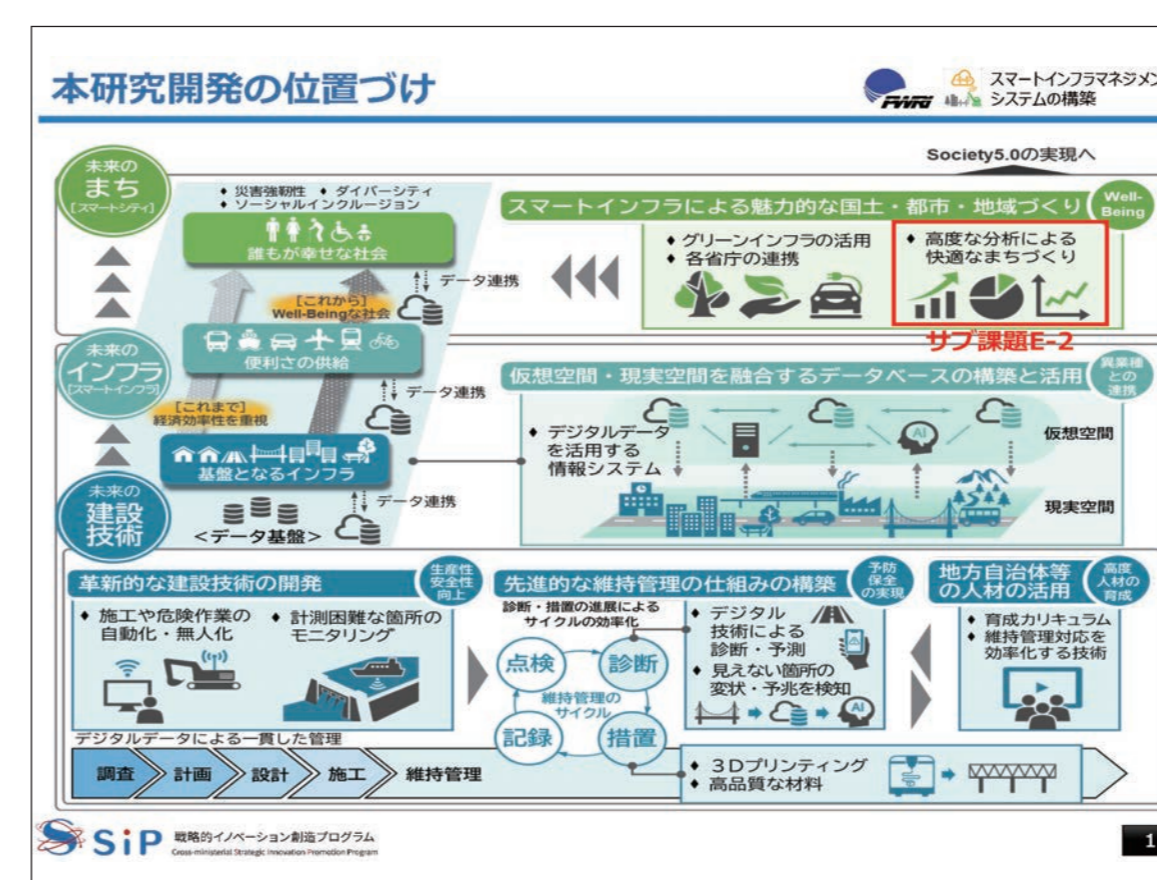 本研究開発の位置づけ
PWRI
スマートインフラマネジメン
システムの構築
Society5.0の実現へ
未来の
まち
[スマートシティ]
♦ 災害強靭性 ♦ ダイバーシティ
♦ ソーシャルインクルージョン
誰もが幸せな社会
データ連携
[これから]
Well-Beingな社会
スマートインフラによる魅力的な国土・都市・地域づくり
Well-
Being
♦ グリーンインフラの活用
♦ 各省庁の連携
♦ 高度な分析による
快適なまちづくり
サブ課題E-2
未来の
インフラ
[スマートインフラ]
便利さの供給
データ連携
[これまで]
経済効率性を重視
基盤となるインフラ
仮想空間・現実空間を融合するデータベースの構築と活用
異業種
との
連携
♦ デジタルデータ
を活用する
情報システム
AI
仮想空間
現実空間
未来の
建設
技術
データ連携
<データ基盤>
革新的な建設技術の開発
生産性
安全性
向上
♦ 施工や危険作業の
自動化・無人化
♦ 計測困難な箇所の
モニタリング
先進的な維持管理の仕組みの構築
予防
保全
の実現
診断・措置の進展による
サイクルの効率化
点検
診断
維持管理の
サイクル
記録
措置
♦ デジタル
技術による
診断・予測
♦ 見えない箇所の
変状・予兆を検知
AI
地方自治体等
の人材の活用
高度
人材の
育成
♦ 育成カリキュラム
♦ 維持管理対応を
効率化する技術
デジタルデータによる一貫した管理
調査 計画 設計 施工 維持管理
♦ 3Dプリンティング
♦ 高品質な材料
SiP 戦略的イノベーション創造プログラム
Cross-ministerial Strategic Innovation Promotion Program
1